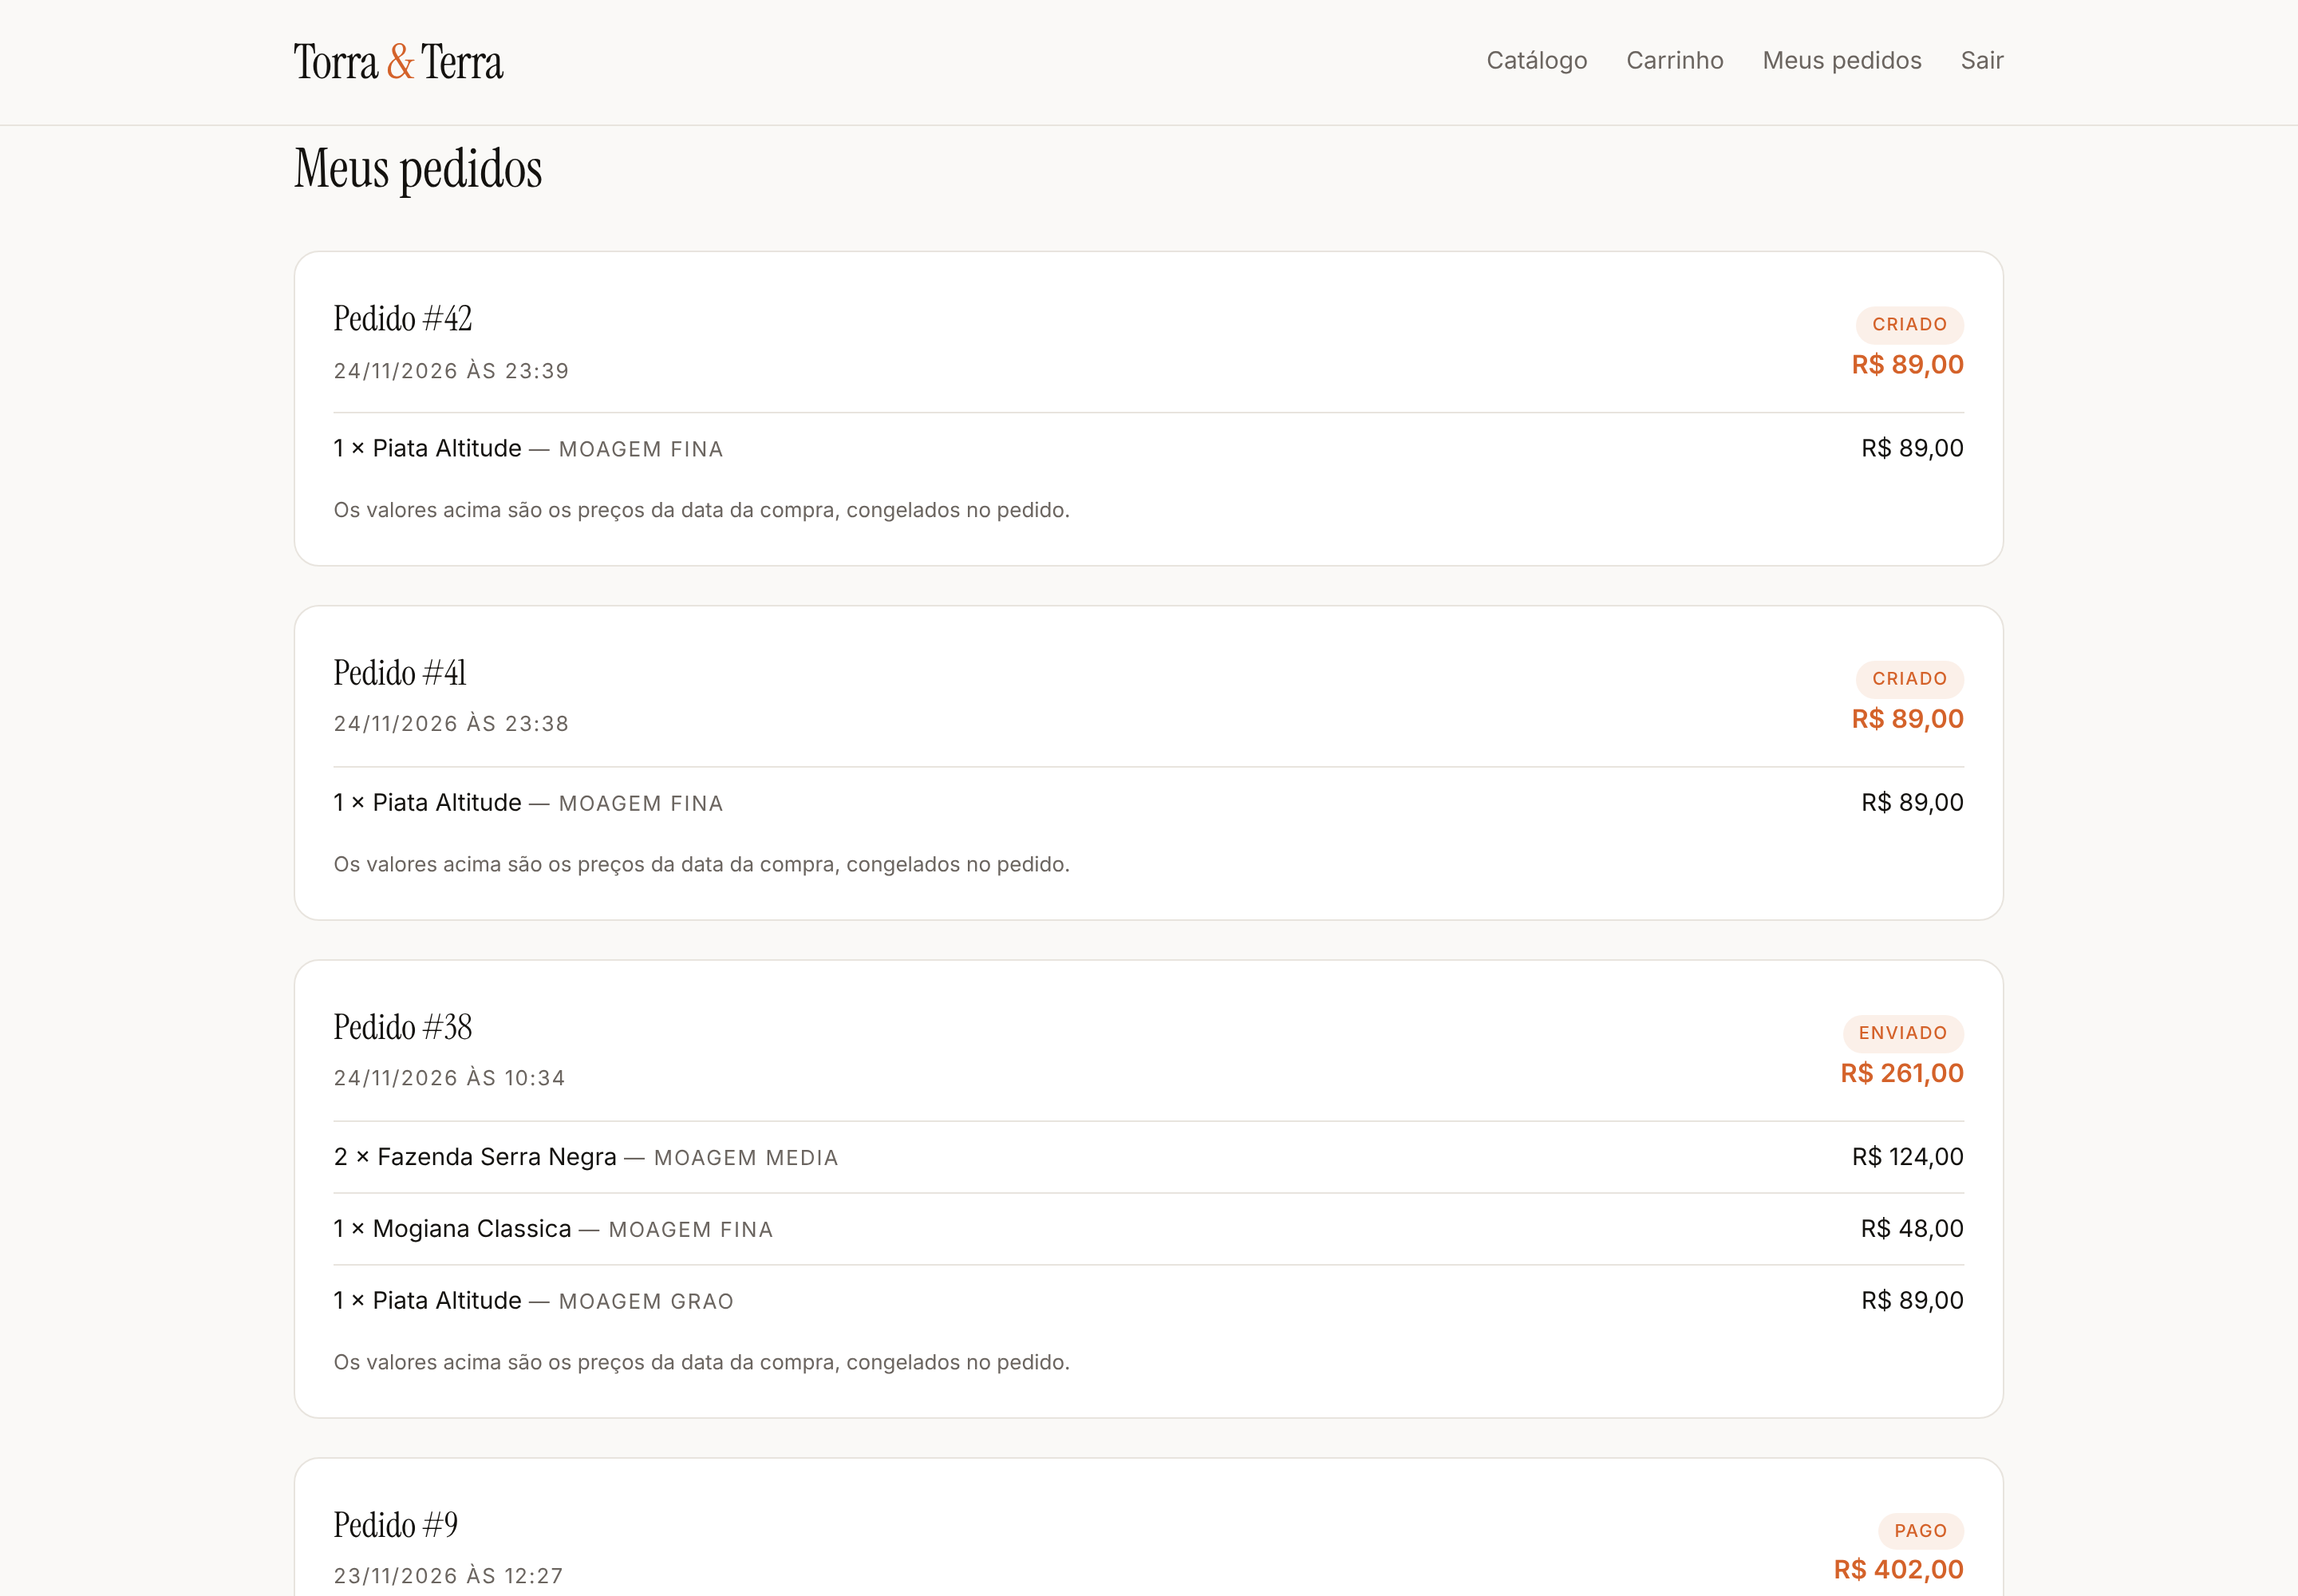 Torra & Terra
Catálogo Carrinho Meus pedidos Sair
Meus pedidos
Pedido #42
CRIADO
24/11/2026 ÀS 23:39
R$ 89,00
1 × Piata Altitude — MOAGEM FINA R$ 89,00
Os valores acima são os preços da data da compra, congelados no pedido.
Pedido #41
CRIADO
24/11/2026 ÀS 23:38
R$ 89,00
1 × Piata Altitude — MOAGEM FINA R$ 89,00
Os valores acima são os preços da data da compra, congelados no pedido.
Pedido #38
ENVIADO
24/11/2026 ÀS 10:34
R$ 261,00
2 × Fazenda Serra Negra — MOAGEM MEDIA R$ 124,00
1 × Mogiana Classica — MOAGEM FINA R$ 48,00
1 × Piata Altitude — MOAGEM GRAO R$ 89,00
Os valores acima são os preços da data da compra, congelados no pedido.
Pedido #9
PAGO
23/11/2026 ÀS 12:27
R$ 402,00